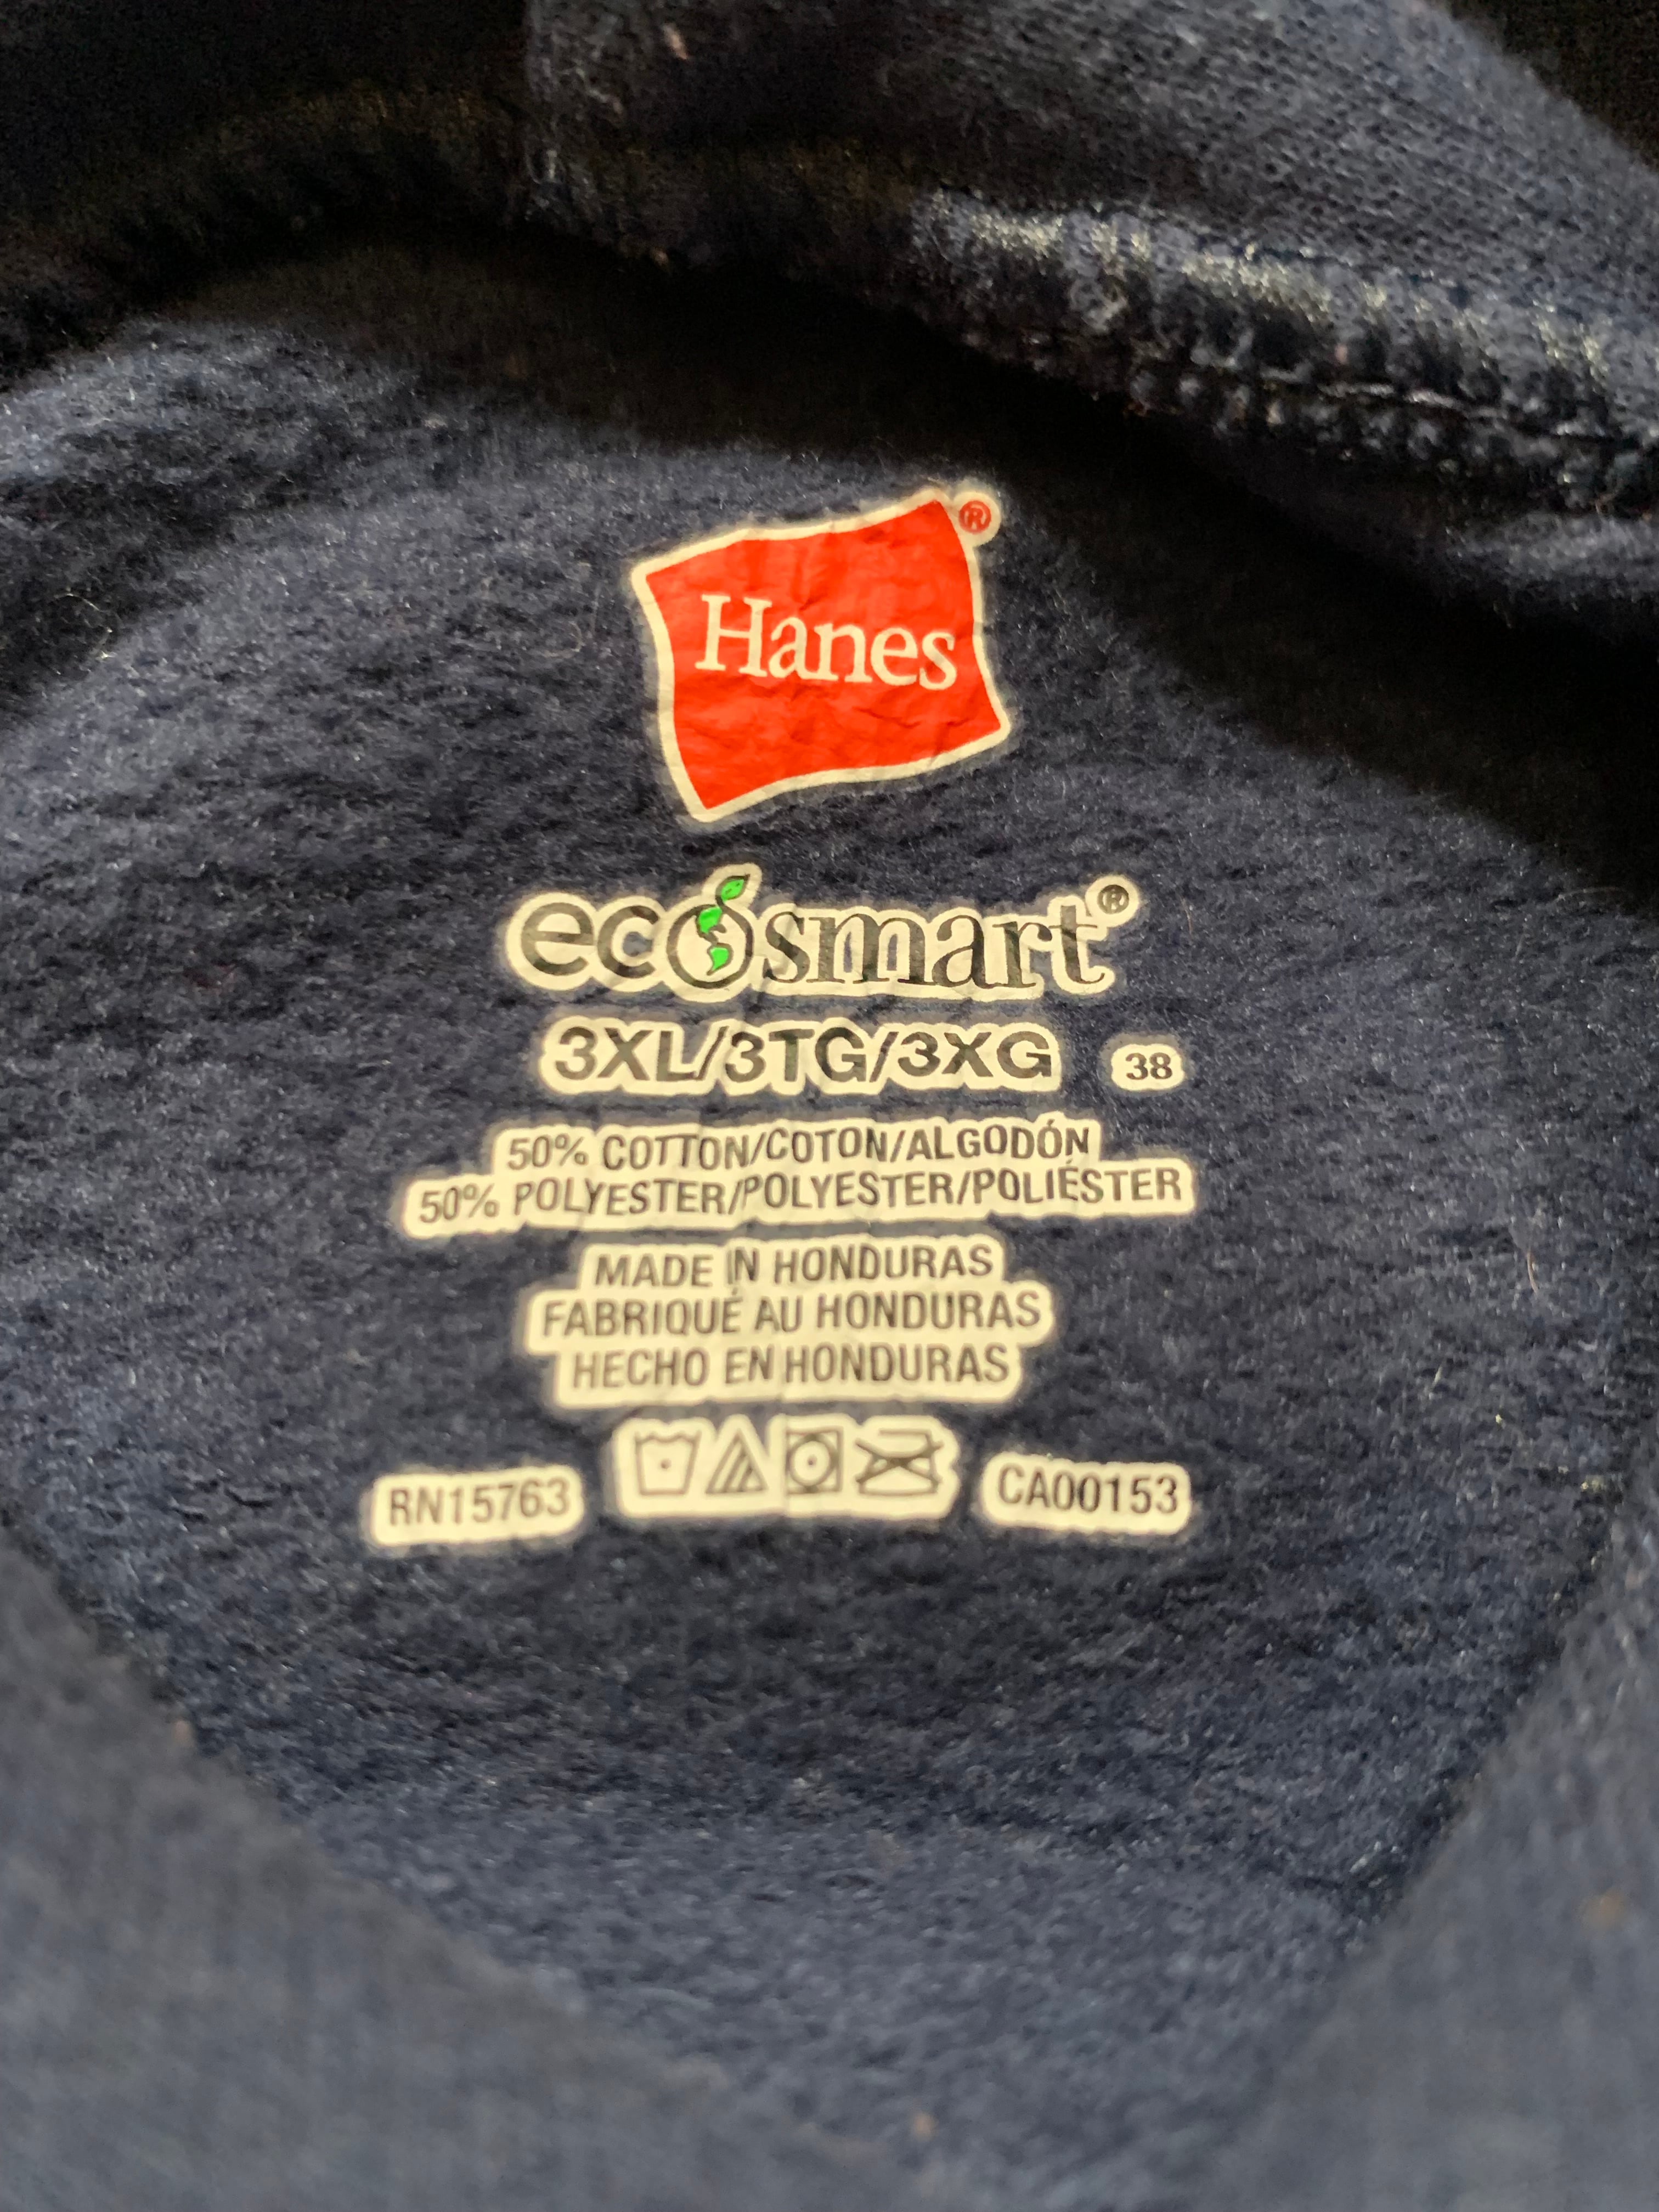 Hanes®
ecosmart®
3XL/3TG/3XG 38
50% COTTON/COTON/ALGODÓN
50% POLYESTER/POLYESTER/POLIÉSTER
MADE IN HONDURAS
FABRIQUÉ AU HONDURAS
HECHO EN HONDURAS
RN15763 CA00153